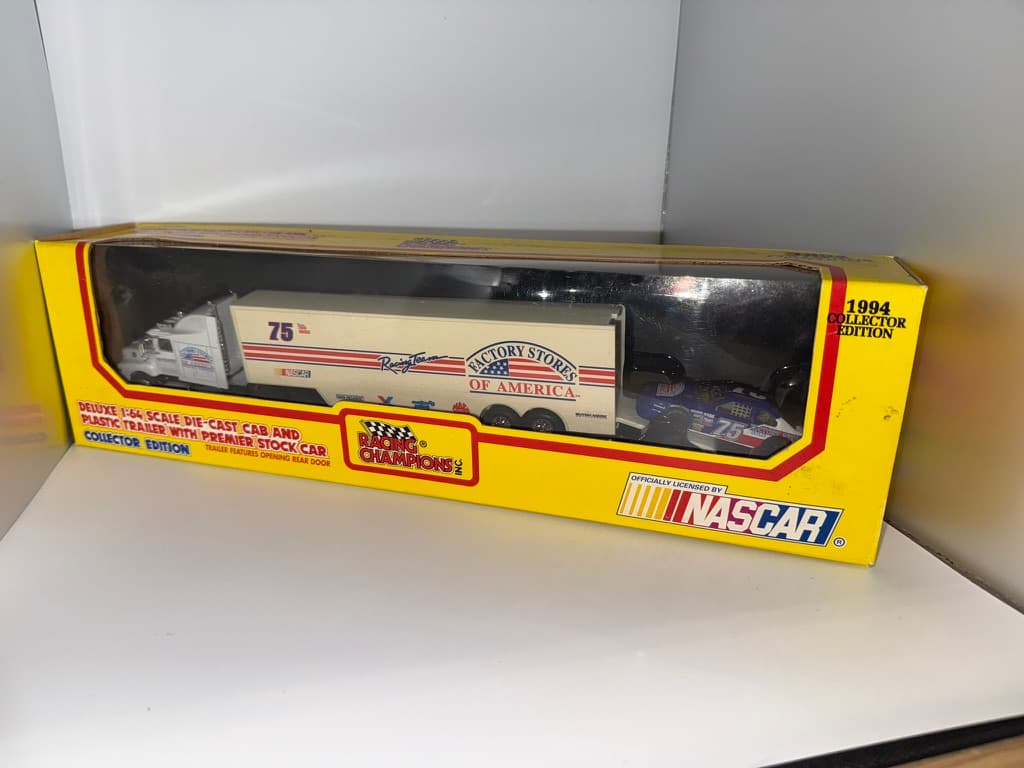 1994
COLLECTOR
EDITION
75
Racing Team
FACTORY STORES
OF AMERICA
NASCAR
75
DELUXE 1:64 SCALE DIE-CAST CAB AND
PLASTIC TRAILER WITH PREMIER STOCK CAR
COLLECTOR EDITION
TRAILER FEATURES OPENING REAR DOOR
RACING ®
CHAMPIONS INC.
OFFICIALLY LICENSED BY
NASCAR ®